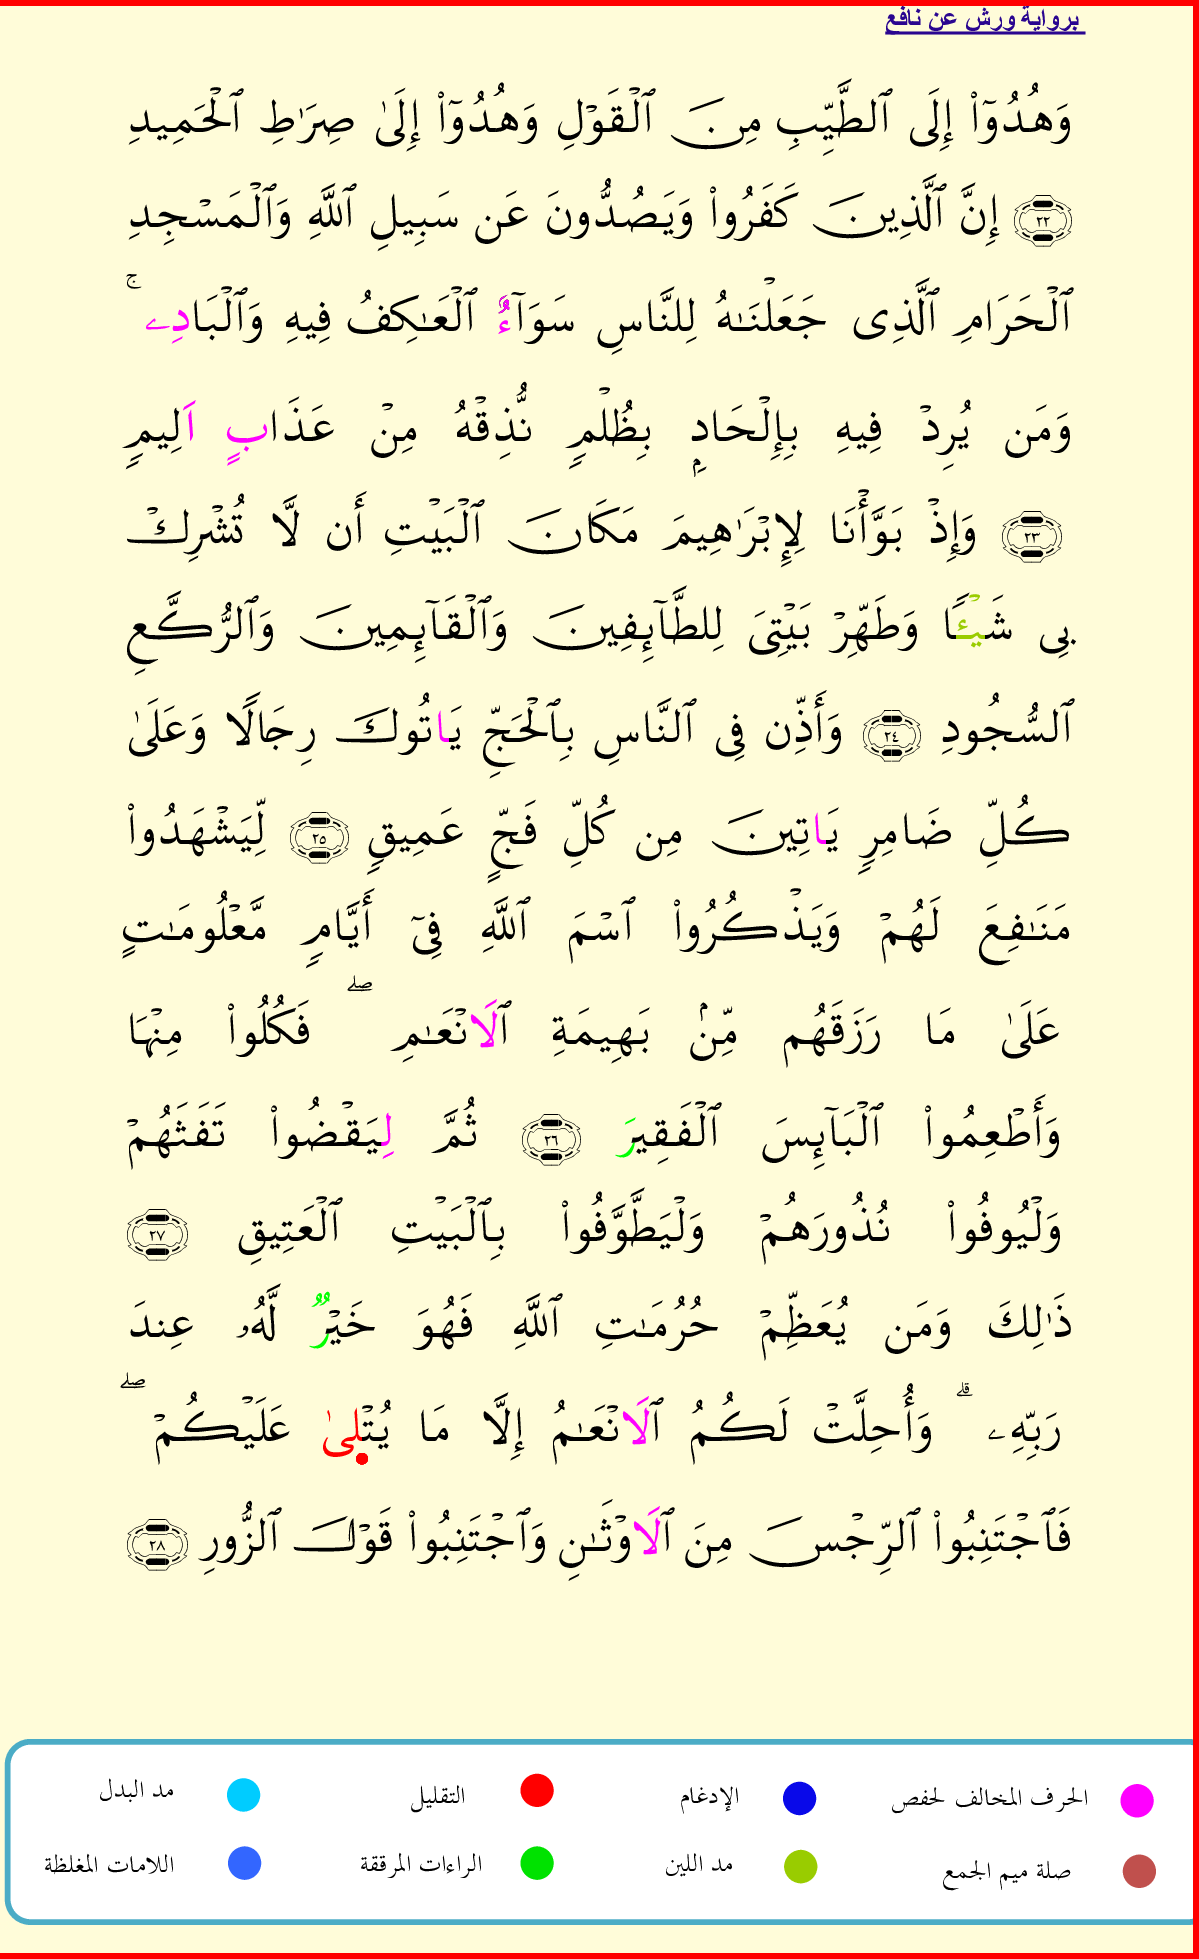 برواية ورش عن نافع
وَهُدُوٓا۟ إِلَى ٱلطَّيِّبِ مِنَ ٱلْقَوْلِ وَهُدُوٓا۟ إِلَىٰ صِرَٰطِ ٱلْحَمِيدِ
٢٢ إِنَّ ٱلَّذِينَ كَفَرُوا۟ وَيَصُدُّونَ عَن سَبِيلِ ٱللَّهِ وَٱلْمَسْجِدِ
ٱلْحَرَامِ ٱلَّذِى جَعَلْنَٰهُ لِلنَّاسِ سَوَآءٌ ٱلْعَٰكِفُ فِيهِ وَٱلْبَادِۦ ۚ
وَمَن يُرِدْ فِيهِ بِإِلْحَادٍۭ بِظُلْمٍ نُّذِقْهُ مِنْ عَذَابٍ اَلِيمٍ
٢٣ وَإِذْ بَوَّأْنَا لِإِبْرَٰهِيمَ مَكَانَ ٱلْبَيْتِ أَن لَّا تُشْرِكْ
بِى شَيْـًٔا وَطَهِّرْ بَيْتِىَ لِلطَّآئِفِينَ وَٱلْقَآئِمِينَ وَٱلرُّكَّعِ
ٱلسُّجُودِ ٢٤ وَأَذِّن فِى ٱلنَّاسِ بِٱلْحَجِّ يَاتُوكَ رِجَالًا وَعَلَىٰ
كُلِّ ضَامِرٍ يَاتِينَ مِن كُلِّ فَجٍّ عَمِيقٍ ٢٥ لِّيَشْهَدُوا۟
مَنَٰفِعَ لَهُمْ وَيَذْكُرُوا۟ ٱسْمَ ٱللَّهِ فِىٓ أَيَّامٍ مَّعْلُومَٰتٍ
عَلَىٰ مَا رَزَقَهُم مِّنۢ بَهِيمَةِ ٱلَانْعَٰمِ ۖ فَكُلُوا۟ مِنْهَا
وَأَطْعِمُوا۟ ٱلْبَآئِسَ ٱلْفَقِيرَ ٢٦ ثُمَّ لِيَقْضُوا۟ تَفَثَهُمْ
وَلْيُوفُوا۟ نُذُورَهُمْ وَلْيَطَّوَّفُوا۟ بِٱلْبَيْتِ ٱلْعَتِيقِ ٢٧
ذَٰلِكَ وَمَن يُعَظِّمْ حُرُمَٰتِ ٱللَّهِ فَهُوَ خَيْرٌ لَّهُۥ عِندَ
رَبِّهِۦ ۗ وَأُحِلَّتْ لَكُمُ ٱلَانْعَٰمُ إِلَّا مَا يُتْلىٰ عَلَيْكُمْ ۖ
فَٱجْتَنِبُوا۟ ٱلرِّجْسَ مِنَ ٱلَاوْثَٰنِ وَٱجْتَنِبُوا۟ قَوْلَ ٱلزُّورِ ٢٨
الحرف المخالف لحفص الإدغام التقليل مد البدل
صلة ميم الجمع مد اللين الراءات المرققة اللامات المغلظة